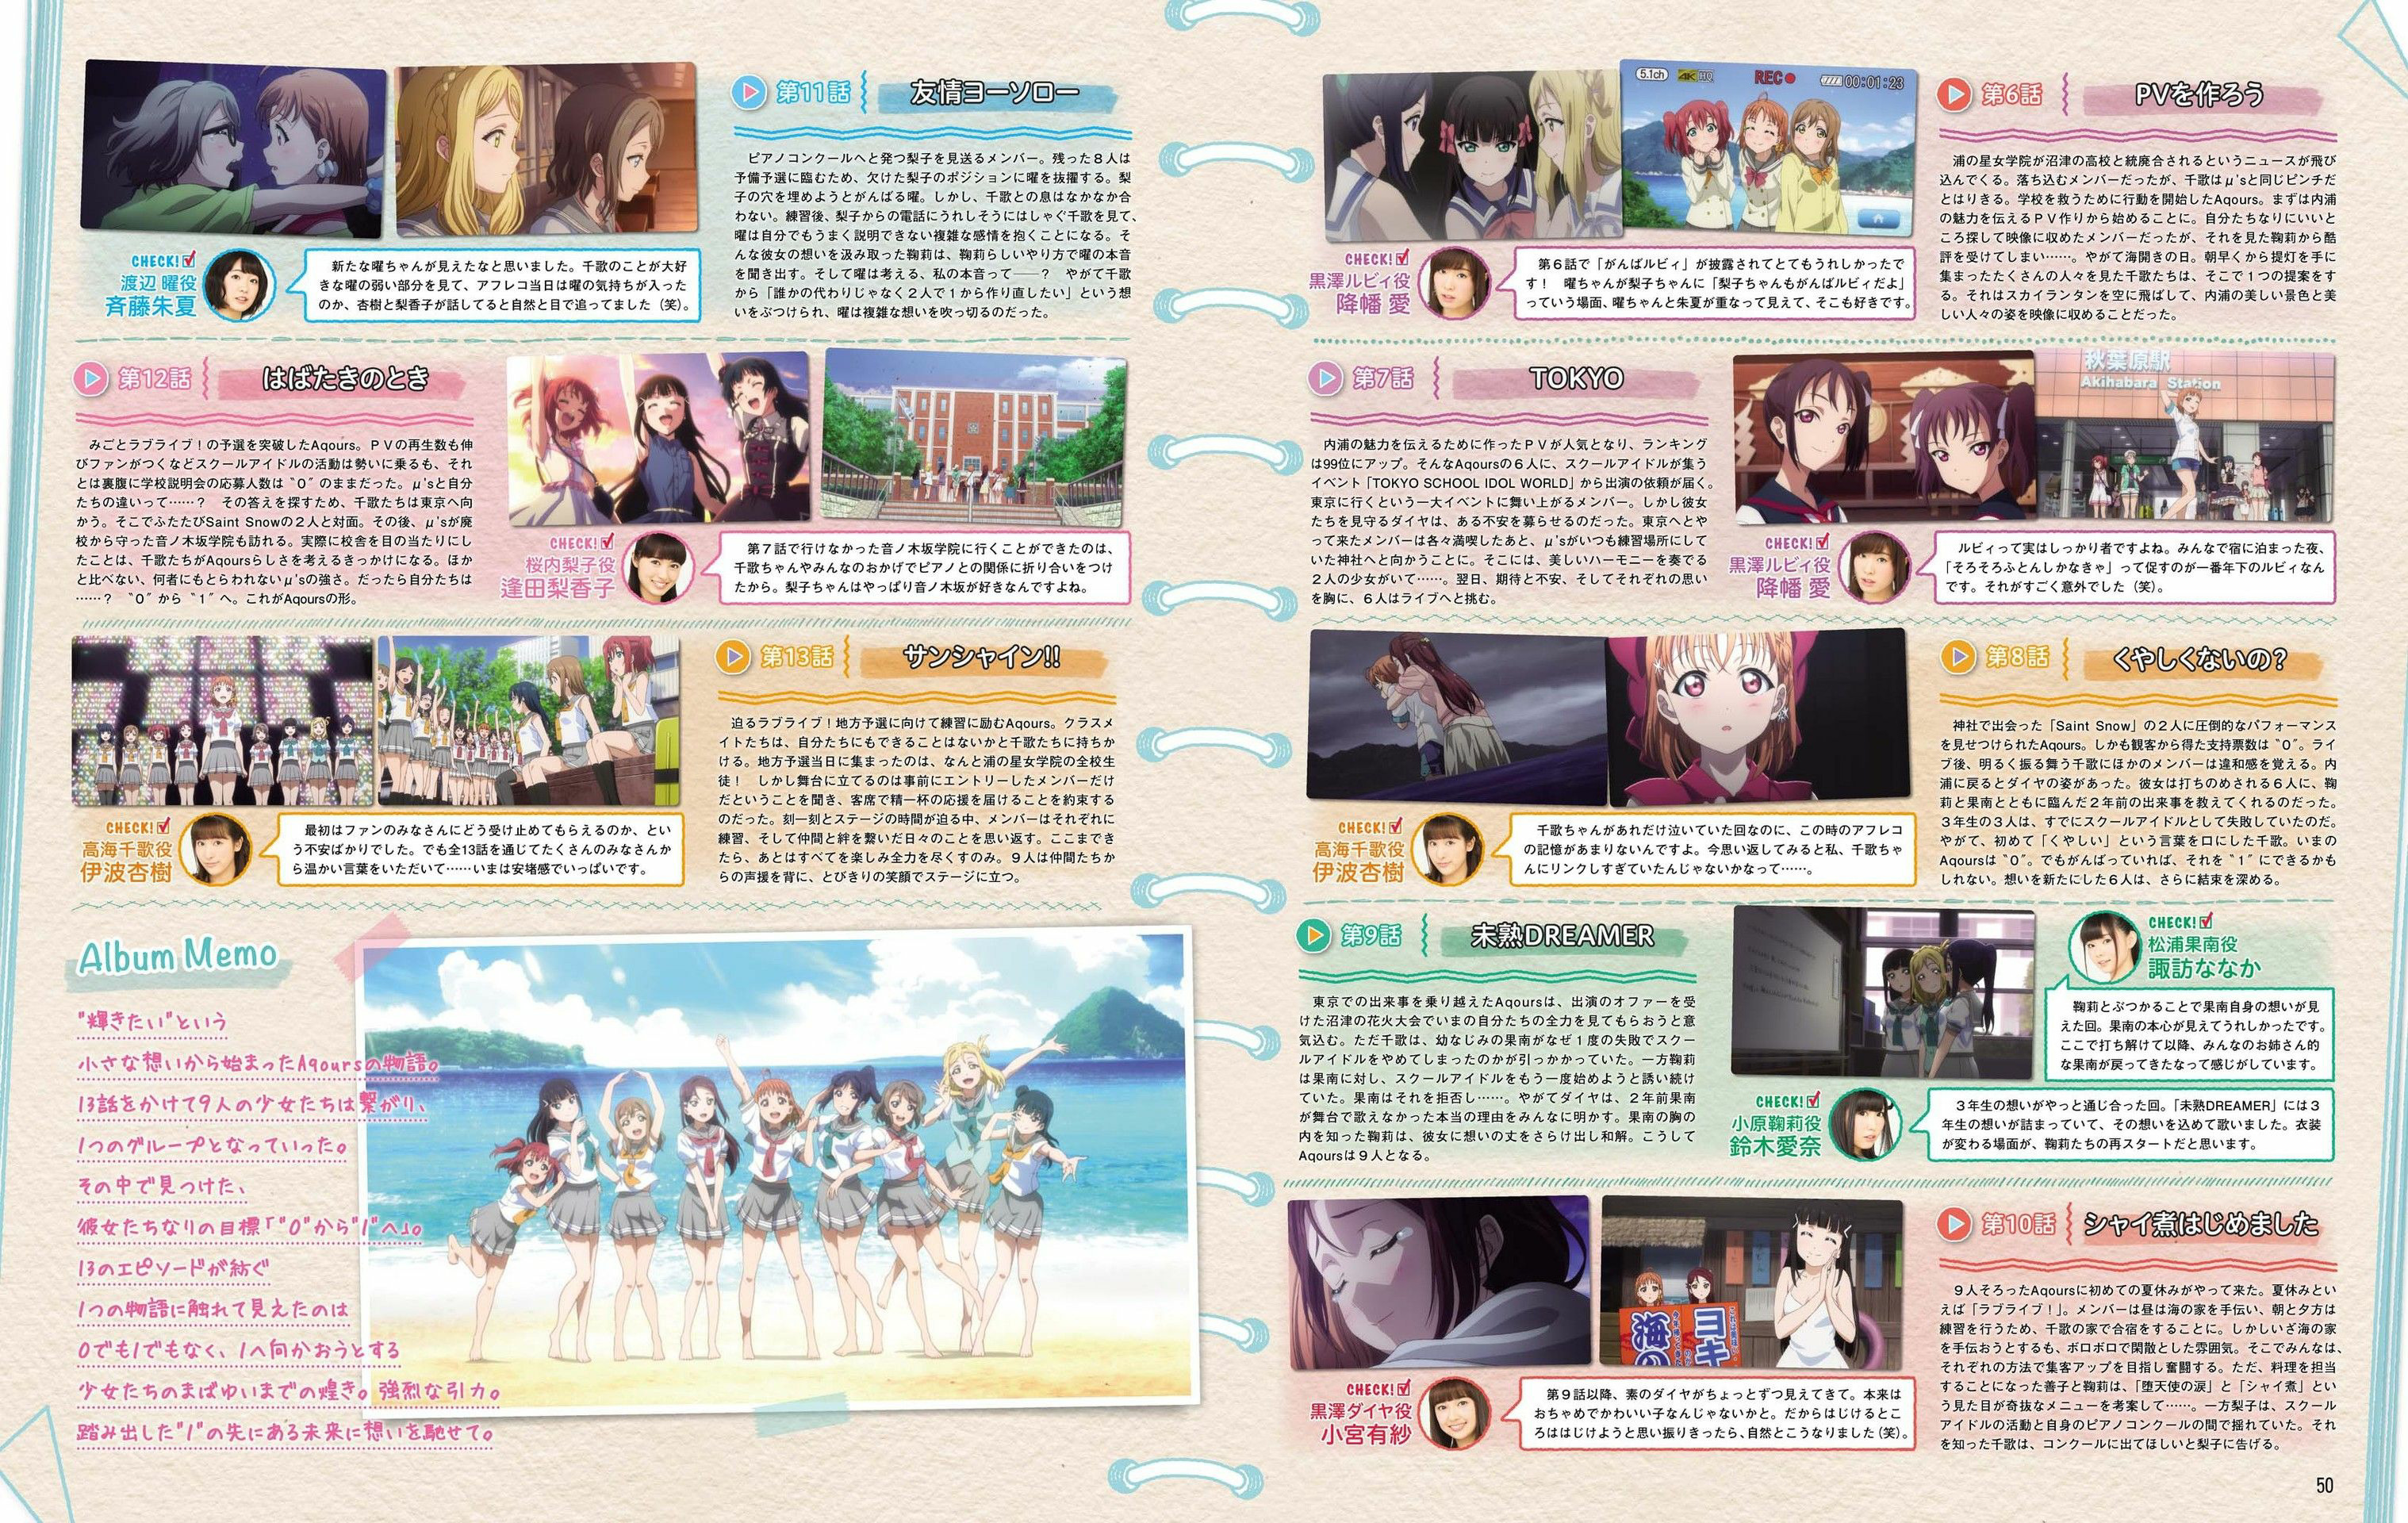 第6話
PVを作ろう
浦の星女学院が沼津の高校と統廃合されるというニュースが飛び
込んでくる。落ち込むメンバーだったが、千歌はμ'sと同じピンチだ
とはりきる。学校を救うために行動を開始したAqours。まずは内浦
の魅力を伝えるPV作りから始めることに。自分たちなりにいいと
ころ探して映像に収めたメンバーだったが、それを見た鞠莉から酷
評を受けてしまい……。やがて海開きの日。朝早くから提灯を手に
集まったたくさんの人々を見た千歌たちは、そこで1つの提案をす
る。それはスカイランタンを空に飛ばして、内浦の美しい景色と美
しい人々の姿を映像に収めることだった。
5.1ch 4K HQ REC● 00:01:23
CHECK!
黒澤ルビィ役
降幡 愛
第6話で「がんばルビィ」が披露されてとてもうれしかったで
す！ 曜ちゃんが梨子ちゃんに「梨子ちゃんもがんばルビィだよ」
っていう場面、曜ちゃんと朱夏が重なって見えて、そこも好きです。
第7話
TOKYO
内浦の魅力を伝えるために作ったPVが人気となり、ランキング
は99位にアップ。そんなAqoursの6人に、スクールアイドルが集う
イベント「TOKYO SCHOOL IDOL WORLD」から出演の依頼が届く。
東京に行くという一大イベントに舞い上がるメンバー。しかし彼女
たちを見守るダイヤは、ある不安を募らせるのだった。東京へとや
って来たメンバーは各々満喫したあと、μ'sがいつも練習場所にして
いた神社へと向かうことに。そこには、美しいハーモニーを奏でる
2人の少女がいて……。翌日、期待と不安、そしてそれぞれの思い
を胸に、6人はライブへと挑む。
秋葉原駅
Akihabara Station
CHECK!
黒澤ルビィ役
降幡 愛
ルビィって実はしっかり者ですよね。みんなで宿に泊まった夜、
「そろそろふとんしかなきゃ」って促すのが一番年下のルビィなん
です。それがすごく意外でした（笑）。
第8話
くやしくないの？
神社で出会った「Saint Snow」の2人に圧倒的なパフォーマンス
を見せつけられたAqours。しかも観客から得た支持票数は〝0〟。ライ
ブ後、明るく振る舞う千歌にほかのメンバーは違和感を覚える。内
浦に戻るとダイヤの姿があった。彼女は打ちのめされる6人に、鞠
莉と果南とともに臨んだ2年前の出来事を教えてくれるのだった。
3年生の3人は、すでにスクールアイドルとして失敗していたのだ。
やがて、初めて「くやしい」という言葉を口にした千歌。いまの
Aqoursは〝0〟。でもがんばっていれば、それを〝1〟にできるかも
しれない。想いを新たにした6人は、さらに結束を深める。
CHECK!
高海千歌役
伊波杏樹
千歌ちゃんがあれだけ泣いていた回なのに、この時のアフレコ
の記憶があまりないんですよ。今思い返してみると私、千歌ちゃ
んにリンクしすぎていたんじゃないかなって……。
第9話
未熟DREAMER
東京での出来事を乗り越えたAqoursは、出演のオファーを受
けた沼津の花火大会でいまの自分たちの全力を見てもらおうと意
気込む。ただ千歌は、幼なじみの果南がなぜ1度の失敗でスクー
ルアイドルをやめてしまったのかが引っかかっていた。一方鞠莉
は果南に対し、スクールアイドルをもう一度始めようと誘い続け
ていた。果南はそれを拒否し……。やがてダイヤは、2年前果南
が舞台で歌えなかった本当の理由をみんなに明かす。果南の胸の
内を知った鞠莉は、彼女に想いの丈をさらけ出し和解。こうして
Aqoursは9人となる。
CHECK!
松浦果南役
諏訪ななか
鞠莉とぶつかることで果南自身の想いが見
えた回。果南の本心が見えてうれしかったです。
ここで打ち解けて以降、みんなのお姉さん的
な果南が戻ってきたなって感じがしています。
CHECK!
小原鞠莉役
鈴木愛奈
3年生の想いがやっと通じ合った回。「未熟DREAMER」には3
年生の想いが詰まっていて、その想いを込めて歌いました。衣装
が変わる場面が、鞠莉たちの再スタートだと思います。
第10話
シャイ煮はじめました
9人そろったAqoursに初めての夏休みがやって来た。夏休みとい
えば「ラブライブ！」。メンバーは昼は海の家を手伝い、朝と夕方は
練習を行うため、千歌の家で合宿をすることに。しかしいざ海の家
を手伝おうとするも、ボロボロで閑散とした雰囲気。そこでみんなは、
それぞれの方法で集客アップを目指し奮闘する。ただ、料理を担当
することになった善子と鞠莉は、「堕天使の涙」と「シャイ煮」とい
う見た目が奇抜なメニューを考案して……。一方梨子は、スクール
アイドルの活動と自身のピアノコンクールの間で揺れていた。それ
を知った千歌は、コンクールに出てほしいと梨子に告げる。
CHECK!
黒澤ダイヤ役
小宮有紗
第9話以降、素のダイヤがちょっとずつ見えてきて。本来は
おちゃめでかわいい子なんじゃないかと。だからはじけるとこ
ろははじけようと思い振りきったら、自然とこうなりました（笑）。
50
第11話
友情ヨーソロー
ピアノコンクールへと発つ梨子を見送るメンバー。残った8人は
予備予選に臨むため、欠けた梨子のポジションに曜を抜擢する。梨
子の穴を埋めようとがんばる曜。しかし、千歌との息はなかなか合
わない。練習後、梨子からの電話にうれしそうにはしゃぐ千歌を見て、
曜は自分でもうまく説明できない複雑な感情を抱くことになる。そ
んな彼女の想いを汲み取った鞠莉は、鞠莉らしいやり方で曜の本音
を聞き出す。そして曜は考える、私の本音って――？ やがて千歌
から「誰かの代わりじゃなく2人で1から作り直したい」という想
いをぶつけられ、曜は複雑な想いを吹っ切るのだった。
CHECK!
渡辺 曜役
斉藤朱夏
新たな曜ちゃんが見えたなと思いました。千歌のことが大好
きな曜の弱い部分を見て、アフレコ当日は曜の気持ちが入った
のか、杏樹と梨香子が話してると自然と目で追ってました（笑）。
第12話
はばたきのとき
みごとラブライブ！の予選を突破したAqours。PVの再生数も伸
びファンがつくなどスクールアイドルの活動は勢いに乗るも、それ
とは裏腹に学校説明会の応募人数は〝0〟のままだった。μ'sと自分
たちの違いって……？ その答えを探すため、千歌たちは東京へ向
かう。そこでふたたびSaint Snowの2人と対面。その後、μ'sが廃
校から守った音ノ木坂学院も訪れる。実際に校舎を目の当たりにし
たことは、千歌たちがAqoursらしさを考えるきっかけになる。ほか
と比べない、何者にもとらわれないμ'sの強さ。だったら自分たちは
……？ 〝0〟から〝1〟へ。これがAqoursの形。
CHECK!
桜内梨子役
逢田梨香子
第7話で行けなかった音ノ木坂学院に行くことができたのは、
千歌ちゃんやみんなのおかげでピアノとの関係に折り合いをつけ
たから。梨子ちゃんはやっぱり音ノ木坂が好きなんですよね。
第13話
サンシャイン!!
迫るラブライブ！地方予選に向けて練習に励むAqours。クラスメ
イトたちは、自分たちにもできることはないかと千歌たちに持ちか
ける。地方予選当日に集まったのは、なんと浦の星女学院の全校生
徒！ しかし舞台に立てるのは事前にエントリーしたメンバーだけ
だということを聞き、客席で精一杯の応援を届けることを約束する
のだった。刻一刻とステージの時間が迫る中、メンバーはそれぞれに
練習、そして仲間と絆を繋いだ日々のことを思い返す。ここまでき
たら、あとはすべてを楽しみ全力を尽くすのみ。9人は仲間たちか
らの声援を背に、とびきりの笑顔でステージに立つ。
CHECK!
高海千歌役
伊波杏樹
最初はファンのみなさんにどう受け止めてもらえるのか、とい
う不安ばかりでした。でも全13話を通じてたくさんのみなさんか
ら温かい言葉をいただいて……いまは安堵感でいっぱいです。
Album Memo
"輝きたい"という
小さな想いから始まったAqoursの物語。
13話をかけて9人の少女たちは繋がり、
1つのグループとなっていった。
その中で見つけた、
彼女たちなりの目標「"0"から"1"へ」。
13のエピソードが紡ぐ
1つの物語に触れて見えたのは
0でも1でもなく、1へ向かおうとする
少女たちのまばゆいまでの煌き。強烈な引力。
踏み出した"1"の先にある未来に想いを馳せて。